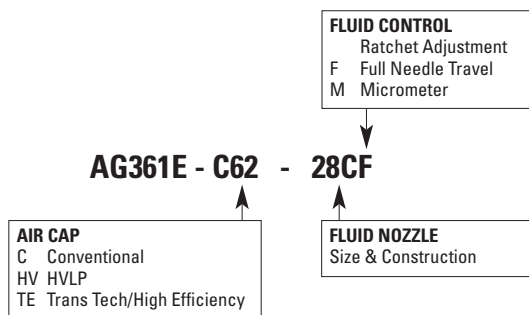 FLUID CONTROL
Ratchet Adjustment
F Full Needle Travel
M Micrometer
AG361E - C62 - 28CF
AIR CAP
C Conventional
HV HVLP
TE Trans Tech/High Efficiency
FLUID NOZZLE
Size & Construction